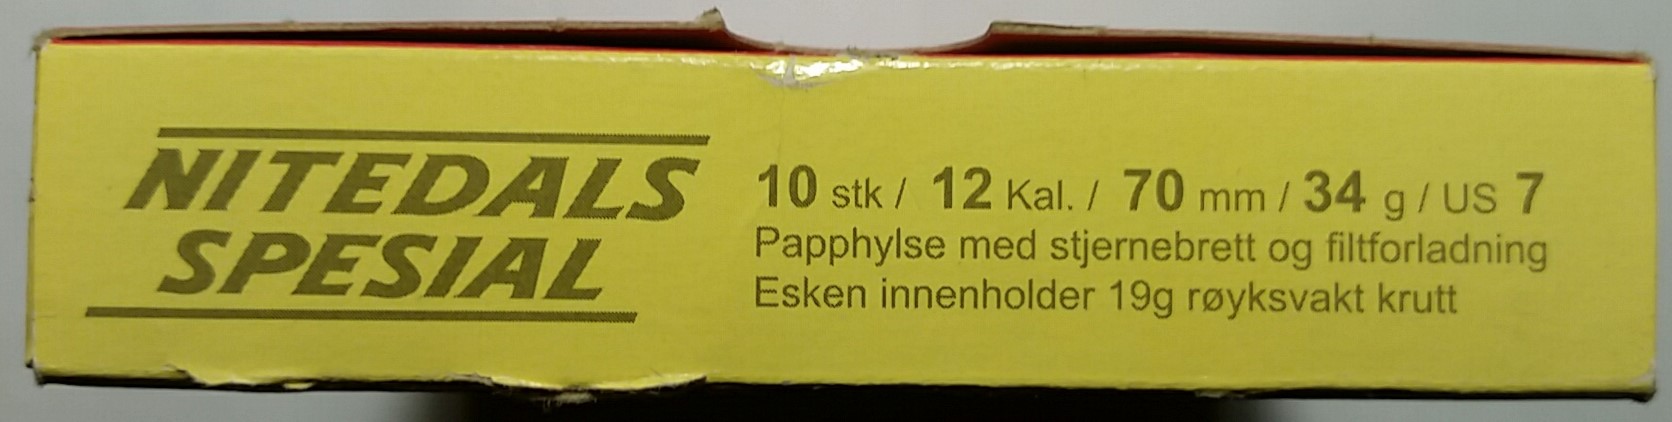 NITEDALS
SPESIAL
10 stk / 12 Kal. / 70 mm / 34 g / US 7
Papphylse med stjernebrett og filtforladning
Esken innenholder 19g røyksvakt krutt